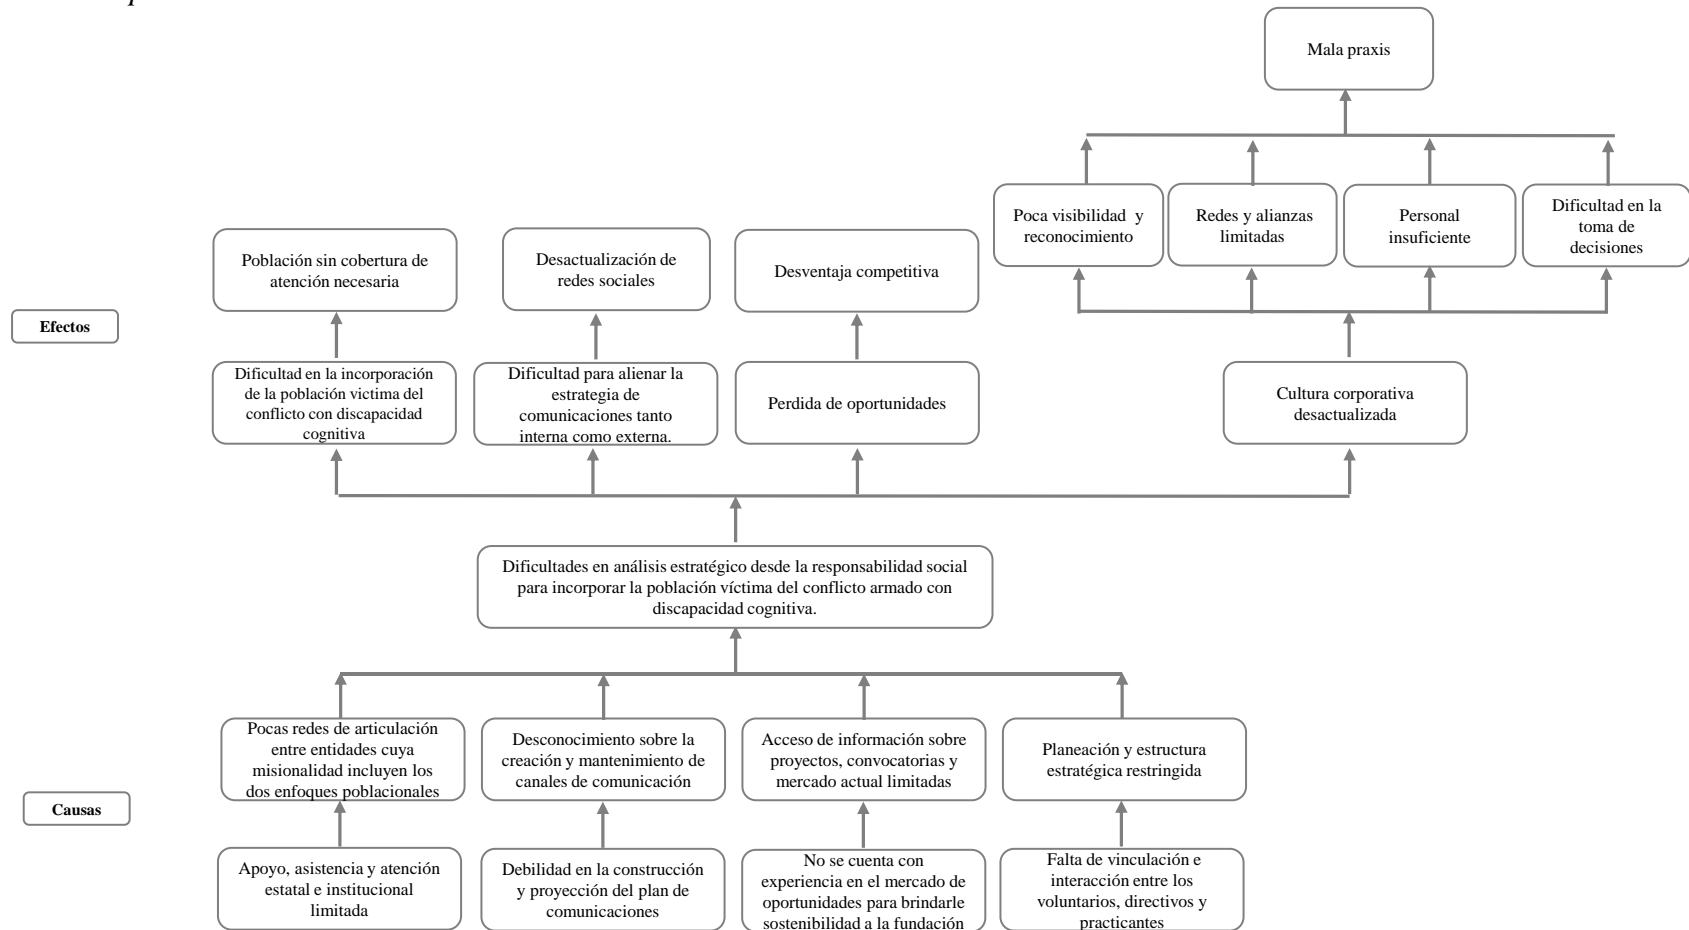 Mala praxis
Poca visibilidad y
reconocimiento
Redes y alianzas
limitadas
Personal
insuficiente
Dificultad en la
toma de
decisiones
Población sin cobertura de
atención necesaria
Desactualización de
redes sociales
Desventaja competitiva
Efectos
Dificultad en la incorporación
de la población victima del
conflicto con discapacidad
cognitiva
Dificultad para alienar la
estrategia de
comunicaciones tanto
interna como externa.
Perdida de oportunidades
Cultura corporativa
desactualizada
Dificultades en análisis estratégico desde la responsabilidad social
para incorporar la población víctima del conflicto armado con
discapacidad cognitiva.
Pocas redes de articulación
entre entidades cuya
misionalidad incluyen los
dos enfoques poblacionales
Desconocimiento sobre la
creación y mantenimiento de
canales de comunicación
Acceso de información sobre
proyectos, convocatorias y
mercado actual limitadas
Planeación y estructura
estratégica restringida
Causas
Apoyo, asistencia y atención
estatal e institucional
limitada
Debilidad en la construcción
y proyección del plan de
comunicaciones
No se cuenta con
experiencia en el mercado de
oportunidades para brindarle
sostenibilidad a la fundación
Falta de vinculación e
interacción entre los
voluntarios, directivos y
practicantes